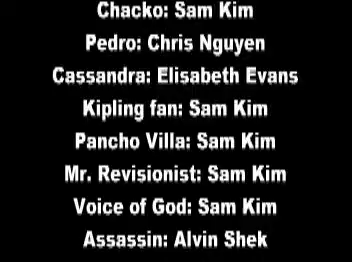 Chacko: Sam Kim
Pedro: Chris Nguyen
Cassandra: Elisabeth Evans
Kipling fan: Sam Kim
Pancho Villa: Sam Kim
Mr. Revisionist: Sam Kim
Voice of God: Sam Kim
Assassin: Alvin Shek